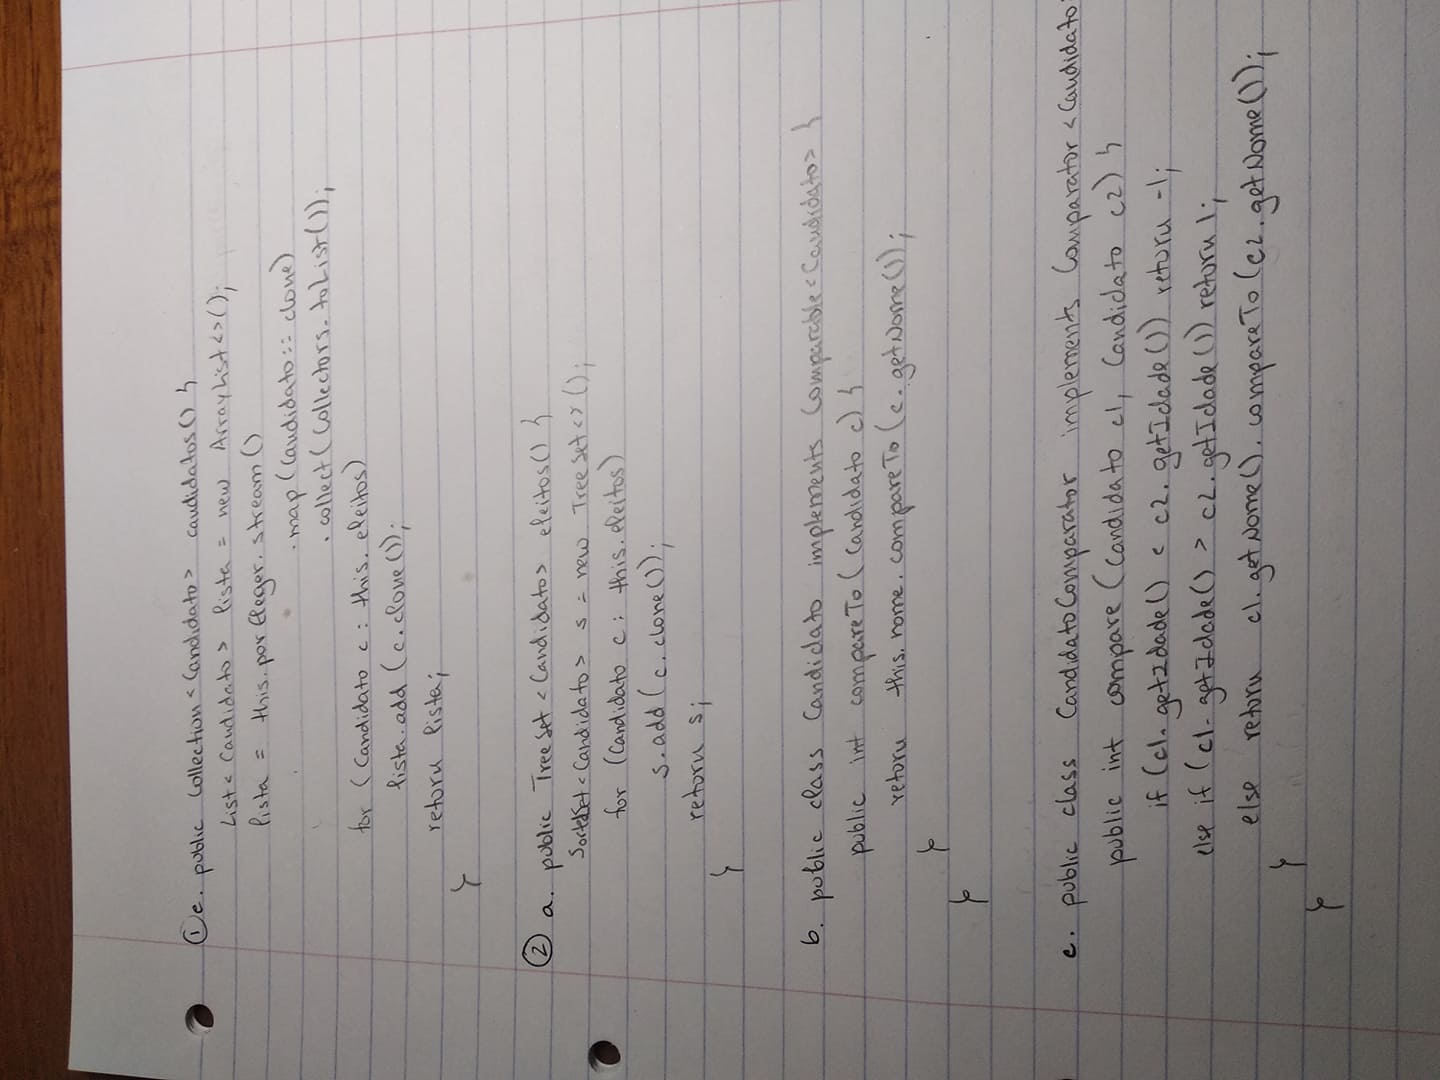 ① e. public Collection<Candidato> candidatos() {
List<Candidato> lista = new ArrayList<>();
lista = this.porEleger.stream()
.map(Candidato::clone)
.collect(Collectors.toList());
for (Candidato c : this.eleitos)
lista.add(c.clone());
return lista;
}
② a. public TreeSet<Candidato> eleitos() {
SortedSet<Candidato> s = new TreeSet<>();
for (Candidato c : this.eleitos)
s.add(c.clone());
return s;
}
b. public class Candidato implements Comparable<Candidato> {
public int compareTo(Candidato c) {
return this.nome.compareTo(c.getNome());
}
}
c. public class CandidatoComparator implements Comparator<Candidato>
public int compare(Candidato c1, Candidato c2) {
if (c1.getIdade() < c2.getIdade()) return -1;
else if (c1.getIdade() > c2.getIdade()) return 1;
else return c1.getNome().compareTo(c2.getNome());
}
}